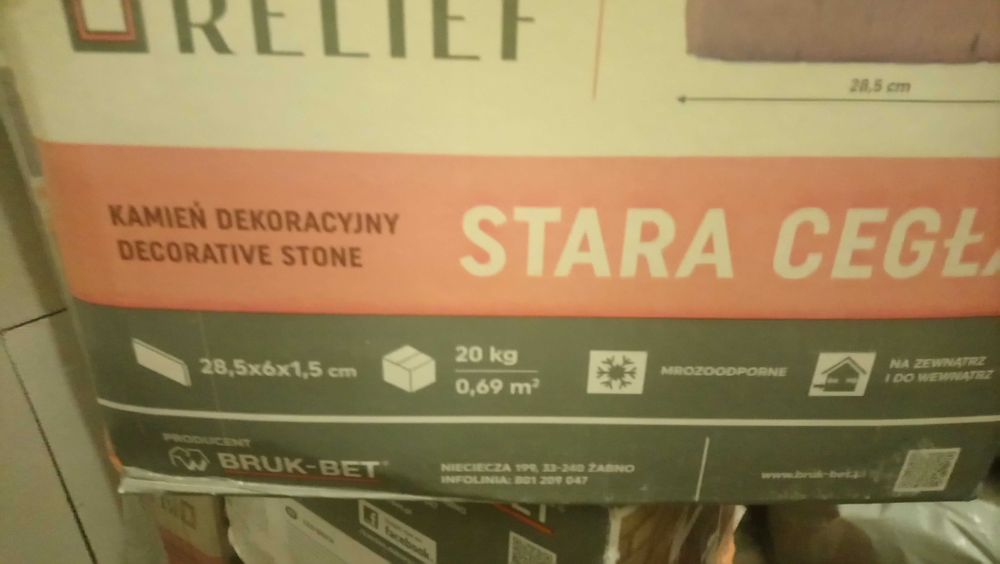 RELIEF
28,5 cm
KAMIEŃ DEKORACYJNY
DECORATIVE STONE
STARA CEGŁA
28,5x6x1,5 cm
20 kg
0,69 m²
MROZOODPORNE
NA ZEWNĄTRZ
I DO WEWNĄTRZ
PRODUCENT
BRUK-BET®
NIECIECZA 199, 33-240 ŻABNO
INFOLINIA: 801 209 047
www.bruk-bet.pl
facebook